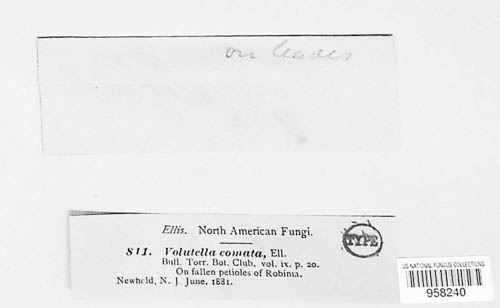 on leaves
Ellis. North American Fungi.
811. Volutella comata, Ell.
Bull. Torr. Bot. Club. vol. ix. p. 20.
On fallen petioles of Robinia.
Newfield, N. J. June, 1881.
TYPE
US NATIONAL FUNGUS COLLECTIONS
958240